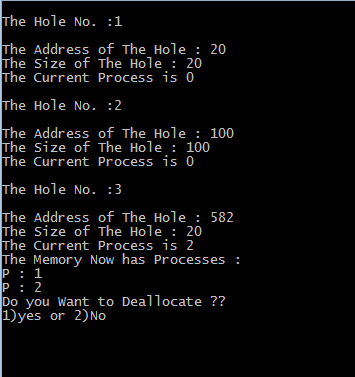 The Hole No. :1
The Address of The Hole : 20
The Size of The Hole : 20
The Current Process is 0
The Hole No. :2
The Address of The Hole : 100
The Size of The Hole : 100
The Current Process is 0
The Hole No. :3
The Address of The Hole : 582
The Size of The Hole : 20
The Current Process is 2
The Memory Now has Processes :
P : 1
P : 2
Do you Want to Deallocate ??
1)yes or 2)No